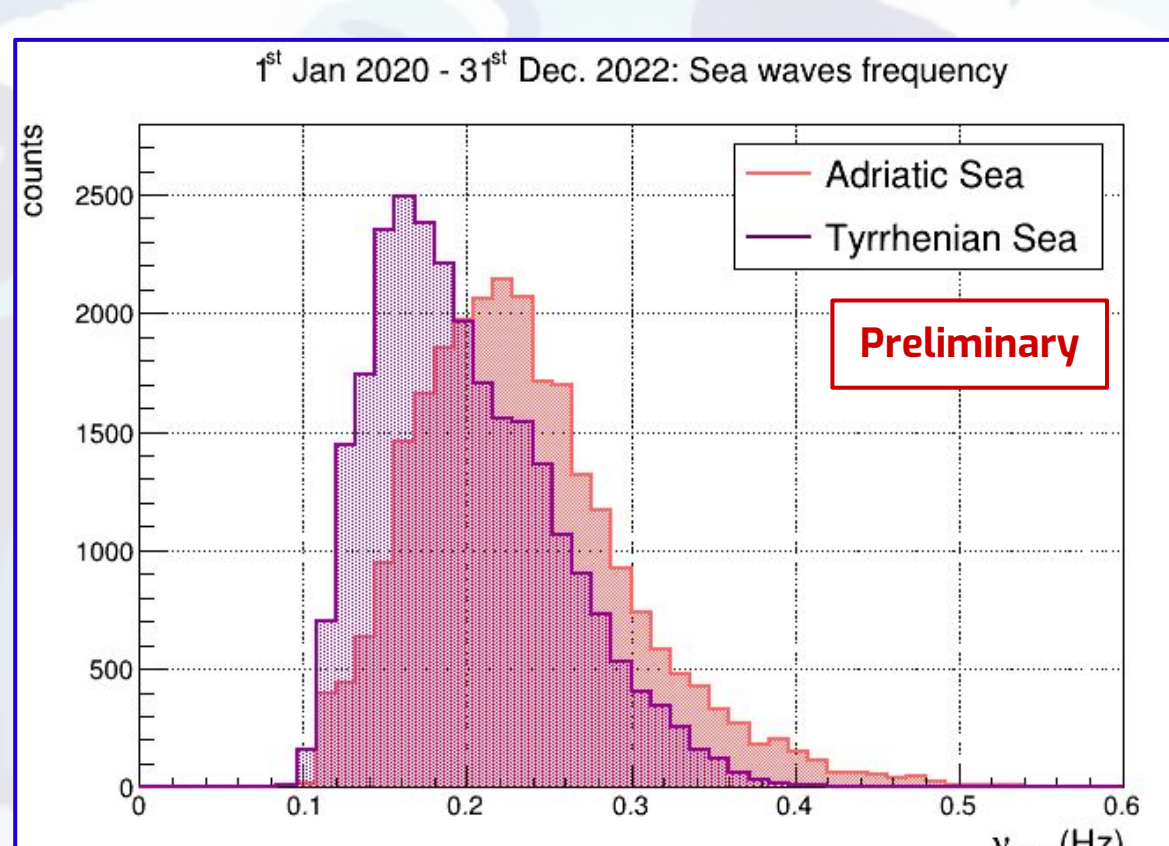 1st Jan 2020 - 31st Dec. 2022: Sea waves frequency
counts
Adriatic Sea
Tyrrhenian Sea
Preliminary
2500
2000
1500
1000
500
0
0 0.1 0.2 0.3 0.4 0.5 0.6
(Hz)